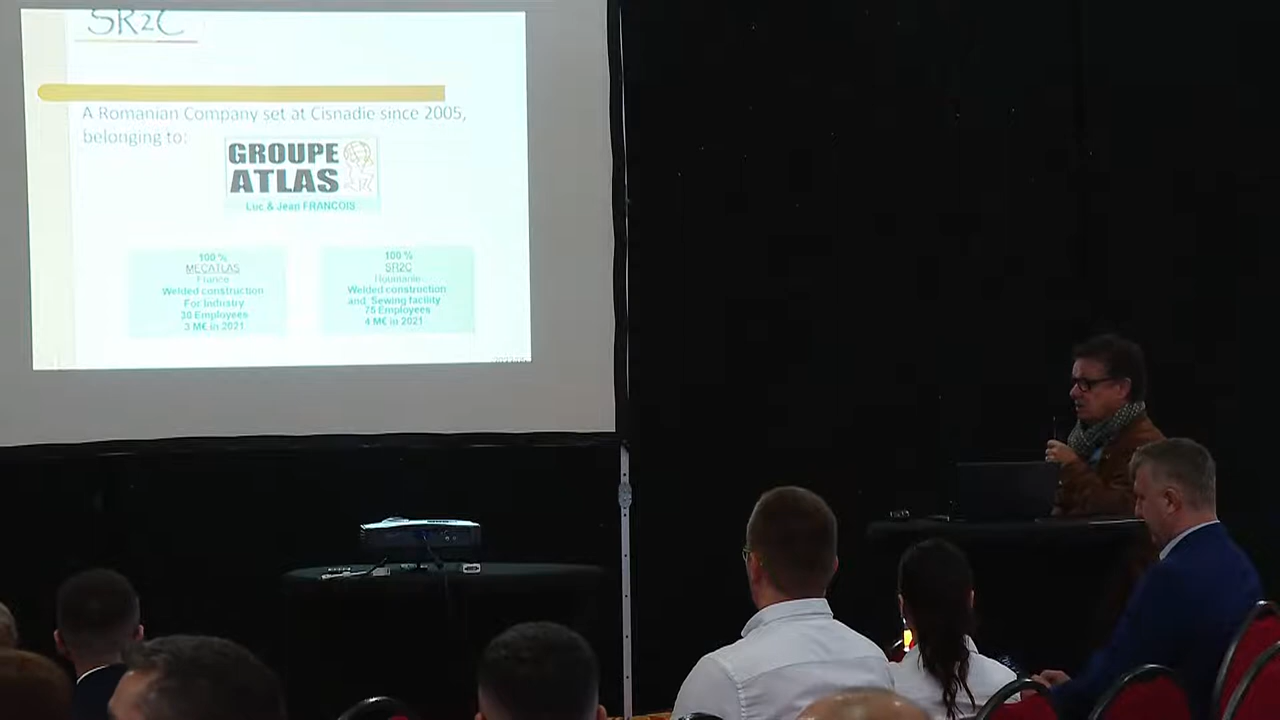 SR2C
A Romanian Company set at Cisnadie since 2005,
belonging to:
GROUPE
ATLAS
Luc & Jean FRANCOIS
100 %
MECATLAS
France
Welded construction
For Industry
30 Employees
3 M€ in 2021
100 %
SR2C
Roumanie
Welded construction
and Sewing facility
75 Employees
4 M€ in 2021